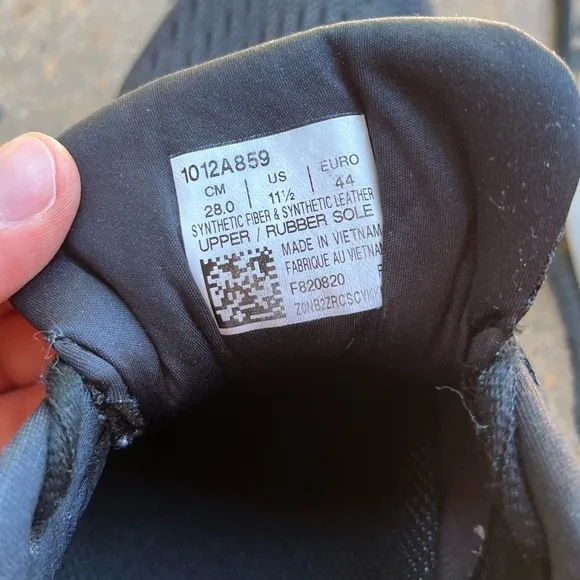 1012A859
CM | US | EURO
28.0 | 11½ | 44
SYNTHETIC FIBER & SYNTHETIC LEATHER
UPPER / RUBBER SOLE
MADE IN VIETNAM
FABRIQUE AU VIETNAM
F820820